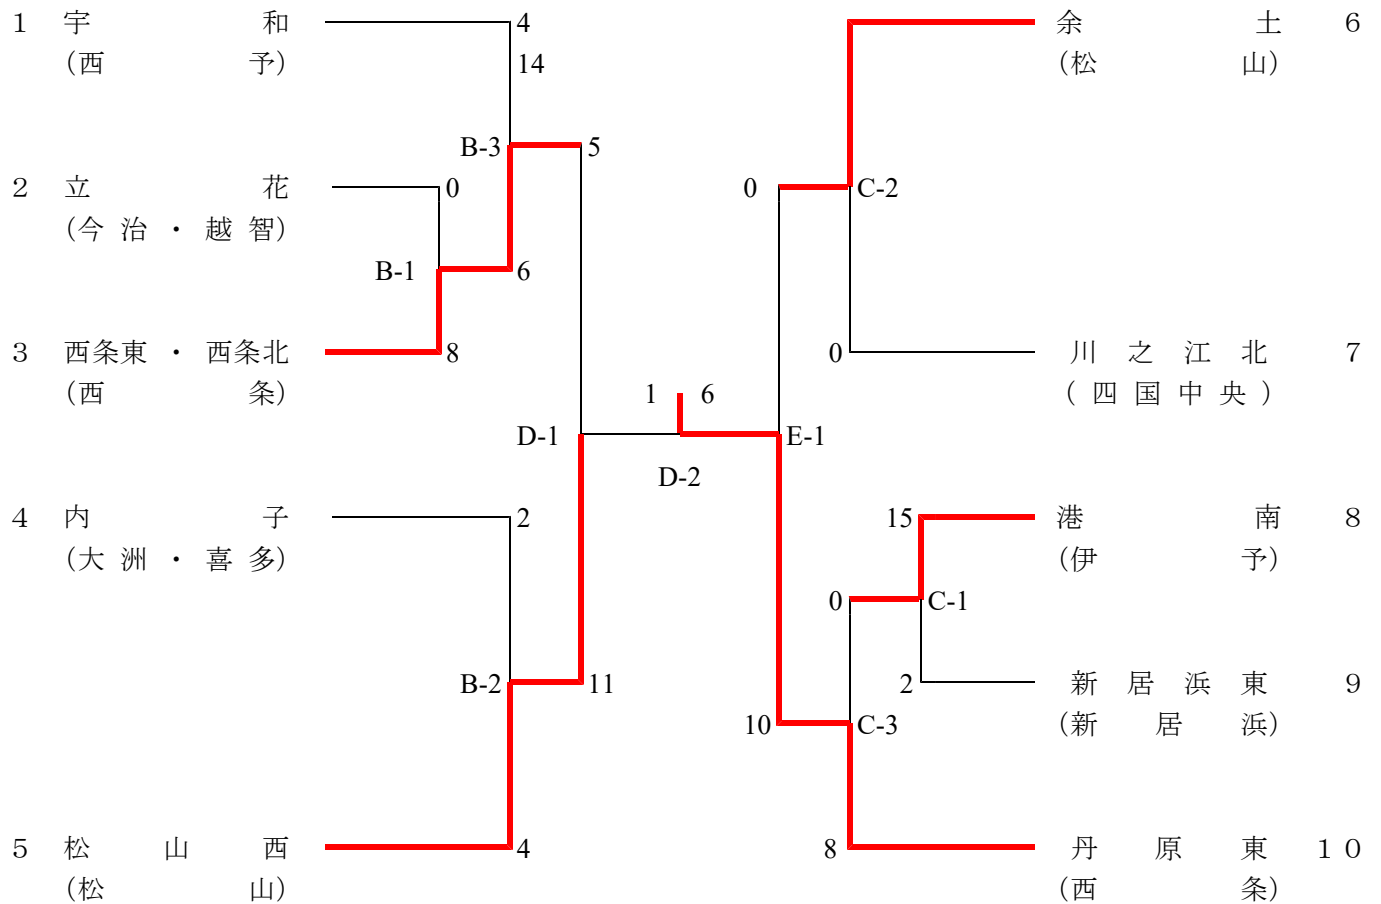 1 宇和 4 余土 6
(西予) 14 (松山)
B-3 5
2 立花 0 0 C-2
(今治・越智)
B-1 6
3 西条東・西条北 8 0 川之江北 7
(西条) 1 6 (四国中央)
D-1 E-1
D-2
4 内子 2 15 港南 8
(大洲・喜多) (伊予)
0 C-1
B-2 11 2 新居浜東 9
10 C-3 (新居浜)
5 松山西 4 8 丹原東 10
(松山) (西条)